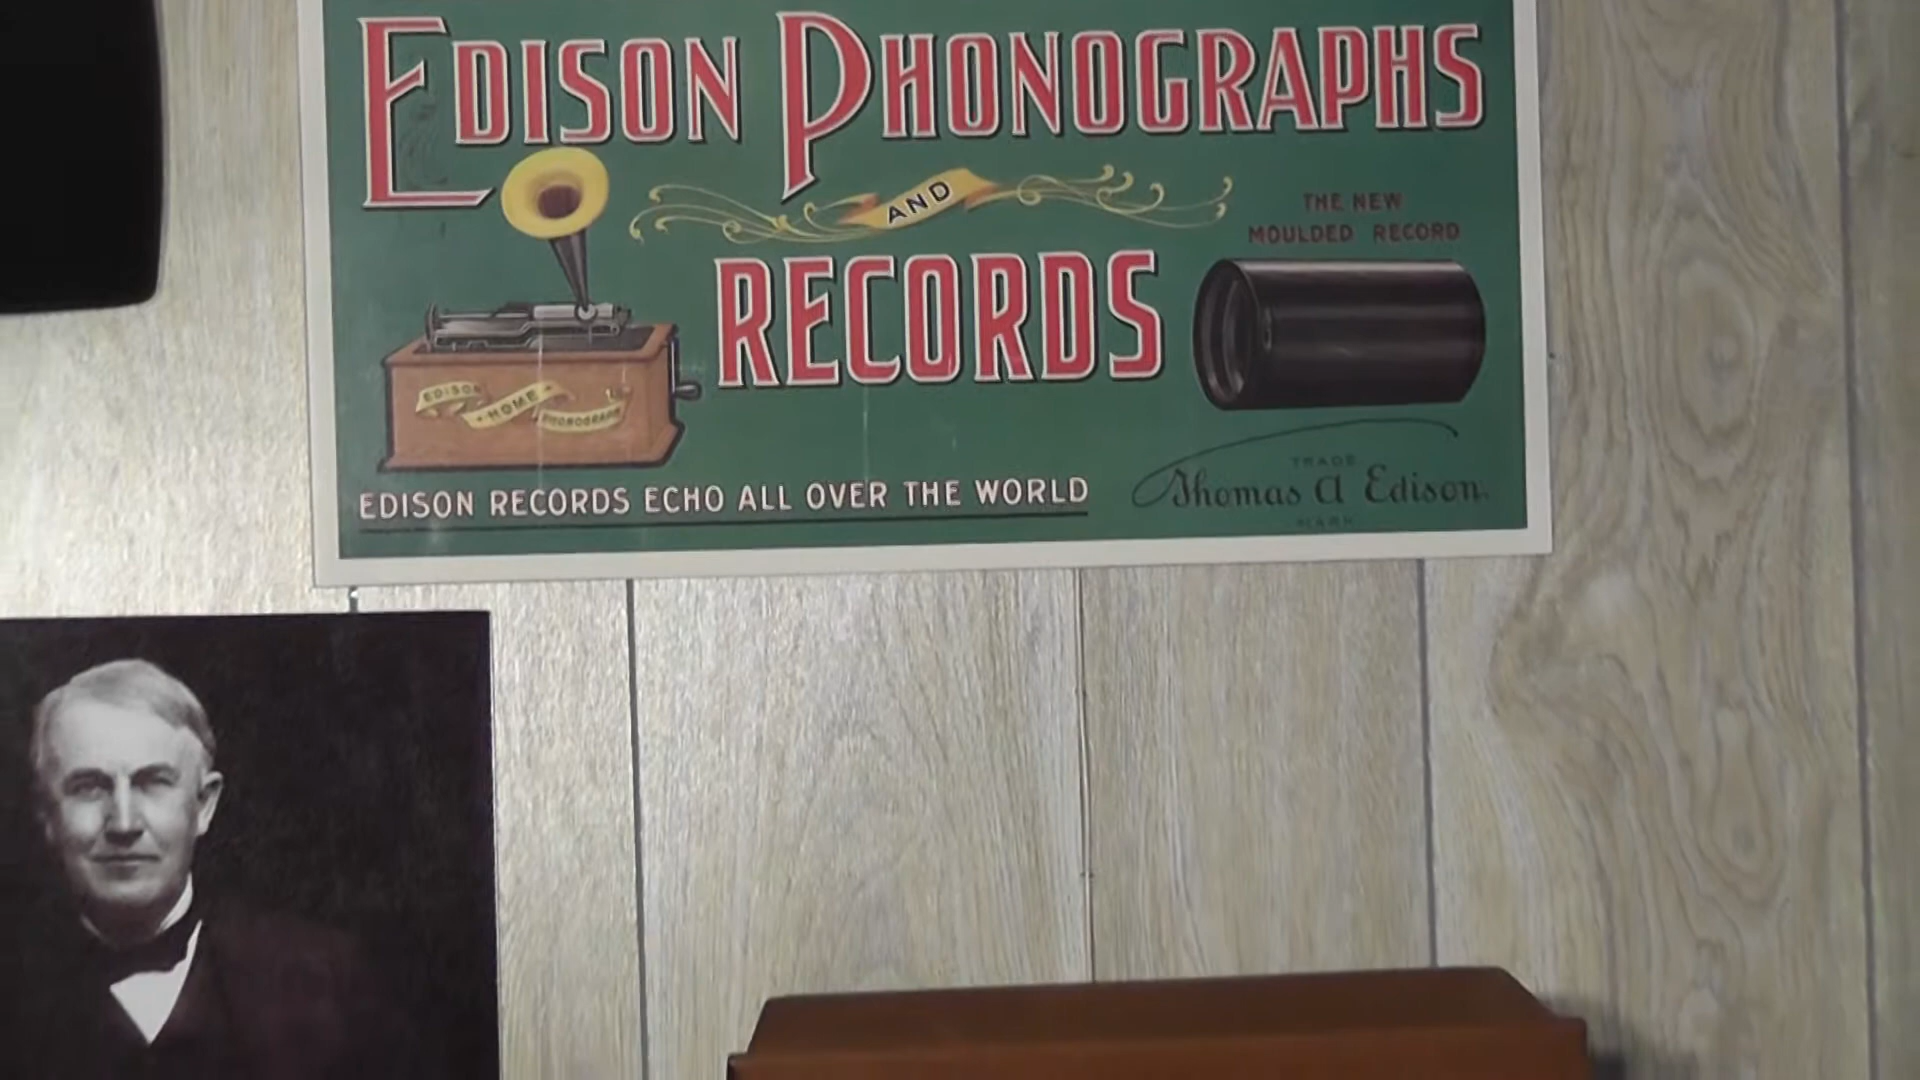 EDISON PHONOGRAPHS
AND
RECORDS
THE NEW
MOULDED RECORD
EDISON
HOME
PHONOGRAPH
EDISON RECORDS ECHO ALL OVER THE WORLD
TRADE
Thomas A Edison.
MARK